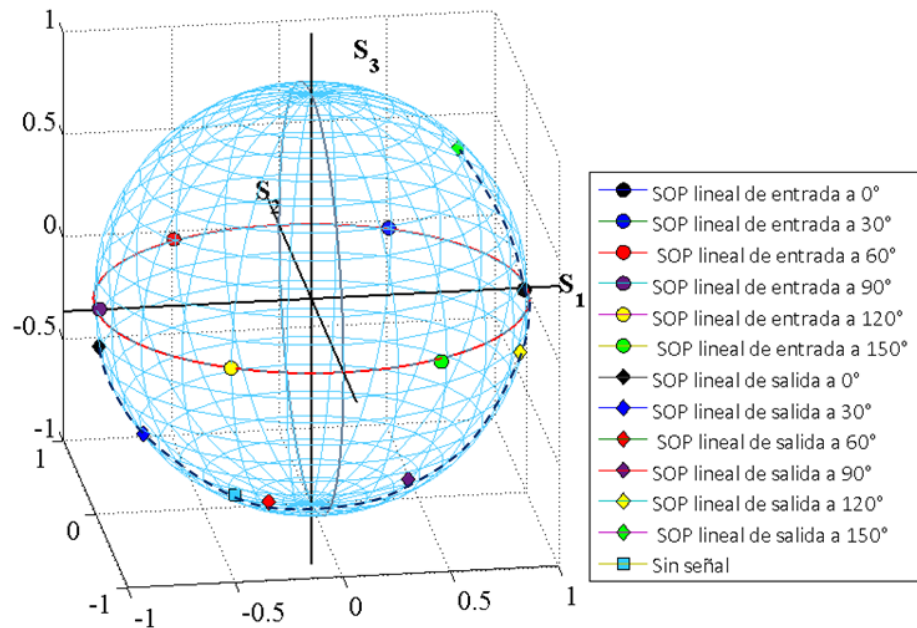 1
0.5
0
-0.5
-1
1
0
-1
-1
-0.5
0
0.5
1
S3
S2
S1
SOP lineal de entrada a 0°
SOP lineal de entrada a 30°
SOP lineal de entrada a 60°
SOP lineal de entrada a 90°
SOP lineal de entrada a 120°
SOP lineal de entrada a 150°
SOP lineal de salida a 0°
SOP lineal de salida a 30°
SOP lineal de salida a 60°
SOP lineal de salida a 90°
SOP lineal de salida a 120°
SOP lineal de salida a 150°
Sin señal